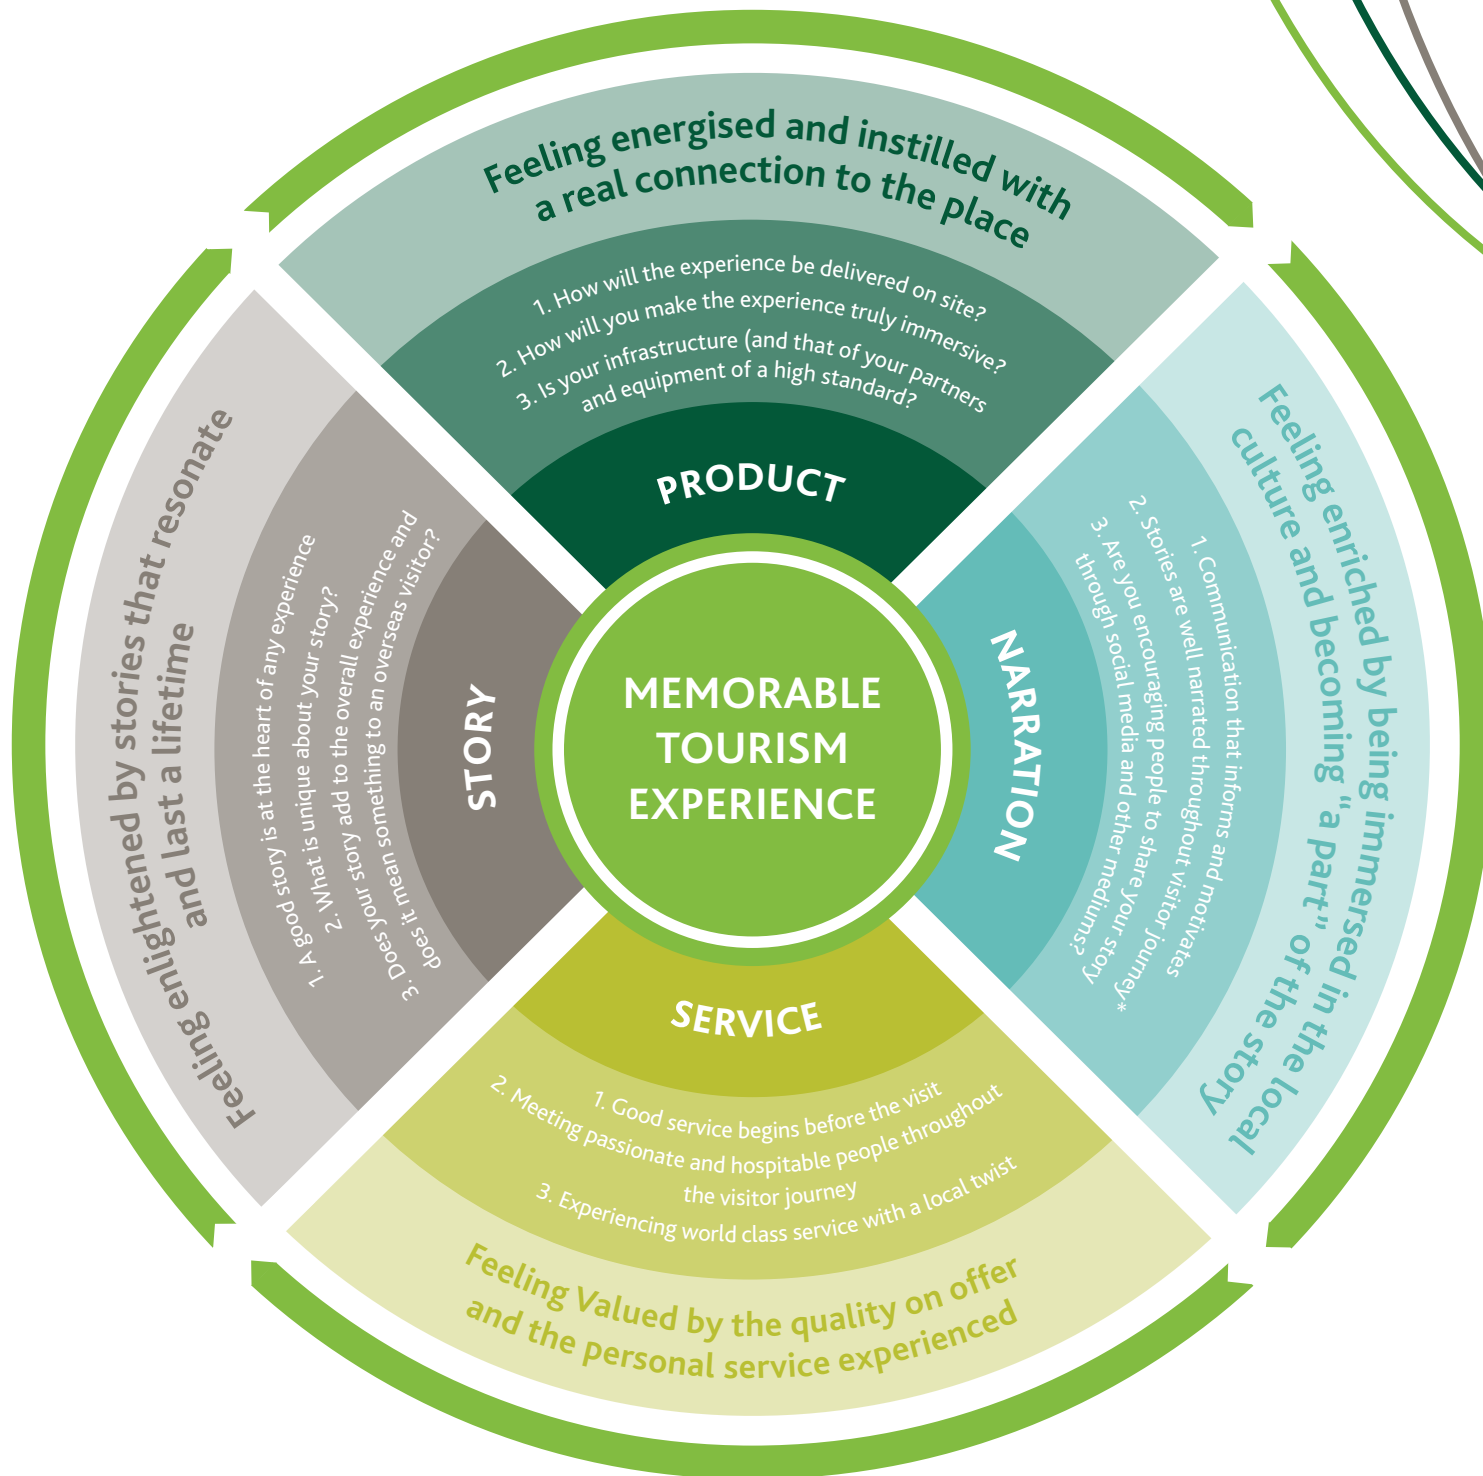 Feeling energised and instilled with
a real connection to the place
1. How will the experience be delivered on site?
2. How will you make the experience truly immersive?
3. Is your infrastructure (and that of your partners
and equipment of a high standard?
PRODUCT
Feeling enriched by being immersed in the local
culture and becoming “a part” of the story
1. Communication that informs and motivates
2. Stories are well narrated throughout visitor journey*
3. Are you encouraging people to share your story
through social media and other mediums?
NARRATION
MEMORABLE
TOURISM
EXPERIENCE
SERVICE
1. Good service begins before the visit
2. Meeting passionate and hospitable people throughout
the visitor journey
3. Experiencing world class service with a local twist
Feeling Valued by the quality on offer
and the personal service experienced
Feeling enlightened by stories that resonate
and last a lifetime
1. A good story is at the heart of any experience
2. What is unique about your story?
3. Does your story add to the overall experience and
does it mean something to an overseas visitor?
STORY